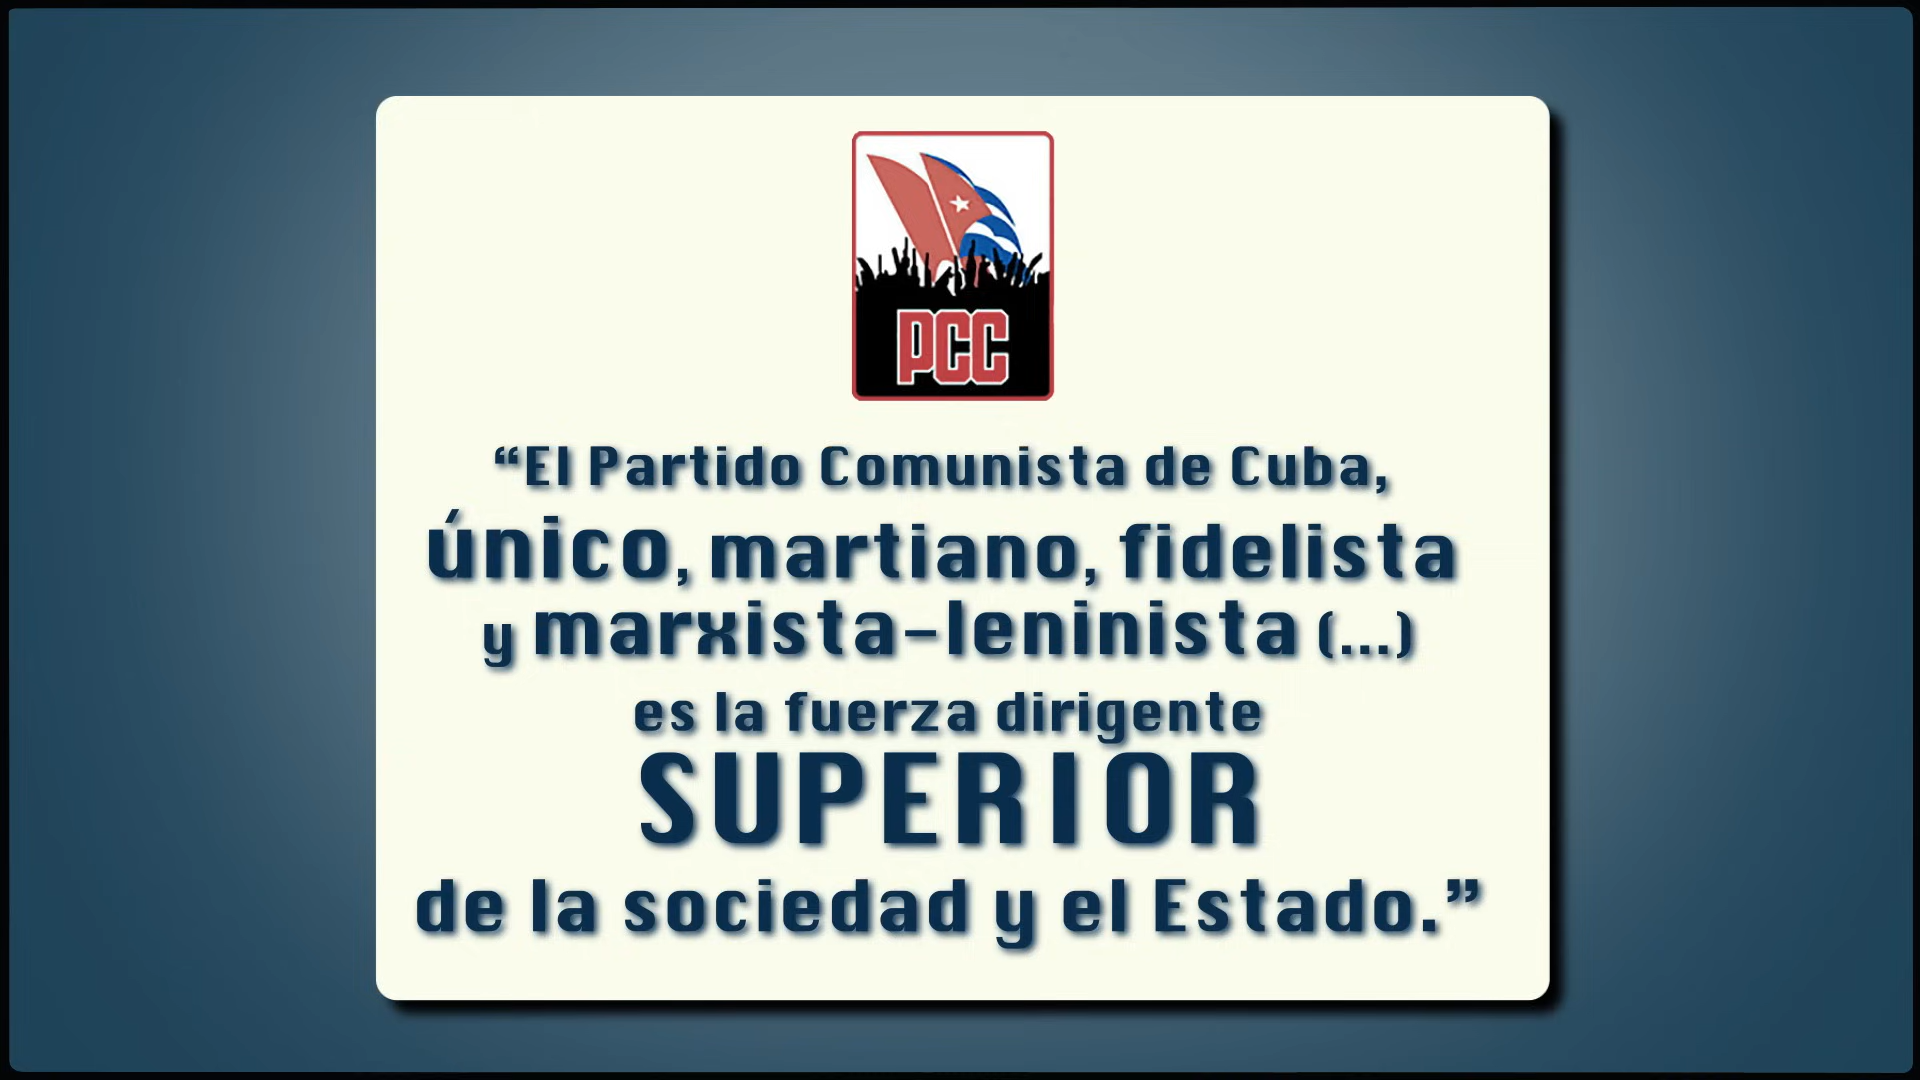 PCC
“El Partido Comunista de Cuba,
único, martiano, fidelista
y marxista-leninista (...)
es la fuerza dirigente
SUPERIOR
de la sociedad y el Estado.”